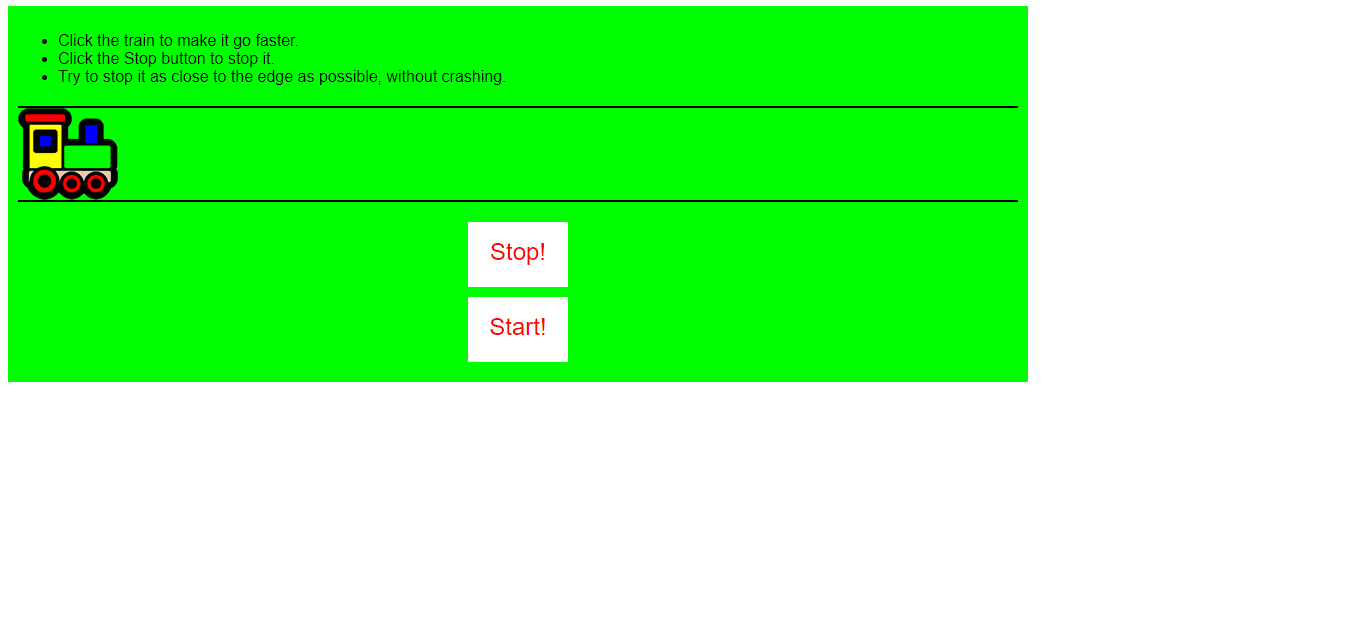 Click the train to make it go faster.
Click the Stop button to stop it.
Try to stop it as close to the edge as possible, without crashing.
Stop!
Start!